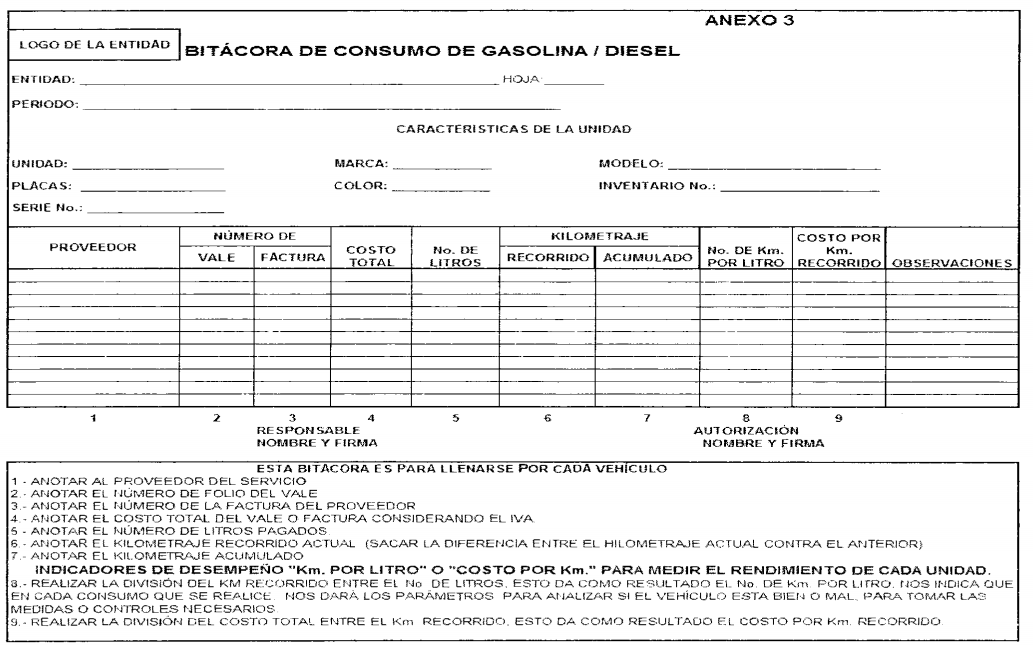 ANEXO 3
LOGO DE LA ENTIDAD
BITÁCORA DE CONSUMO DE GASOLINA / DIESEL
ENTIDAD: HOJA:
PERIODO:
CARACTERISTICAS DE LA UNIDAD
UNIDAD: MARCA: MODELO:
PLACAS: COLOR: INVENTARIO No.:
SERIE No.:
PROVEEDOR
NÚMERO DE
VALE FACTURA
COSTO
TOTAL
No. DE
LITROS
KILOMETRAJE
RECORRIDO ACUMULADO
No. DE Km.
POR LITRO
COSTO POR
Km.
RECORRIDO
OBSERVACIONES
1 2 3 4 5 6 7 8 9
RESPONSABLE
NOMBRE Y FIRMA
AUTORIZACIÓN
NOMBRE Y FIRMA
ESTA BITACORA ES PARA LLENARSE POR CADA VEHÍCULO
1 - ANOTAR AL PROVEEDOR DEL SERVICIO
2.- ANOTAR EL NÚMERO DE FOLIO DEL VALE
3.- ANOTAR EL NÚMERO DE LA FACTURA DEL PROVEEDOR
4.- ANOTAR EL COSTO TOTAL DEL VALE O FACTURA CONSIDERANDO EL IVA
5 - ANOTAR EL NÚMERO DE LITROS PAGADOS
6.- ANOTAR EL KILOMETRAJE RECORRIDO ACTUAL (SACAR LA DIFERENCIA ENTRE EL HILOMETRAJE ACTUAL CONTRA EL ANTERIOR)
7.- ANOTAR EL KILOMETRAJE ACUMULADO
INDICADORES DE DESEMPEÑO "Km. POR LITRO" O "COSTO POR Km." PARA MEDIR EL RENDIMIENTO DE CADA UNIDAD.
8.- REALIZAR LA DIVISIÓN DEL KM RECORRIDO ENTRE EL No. DE LITROS, ESTO DA COMO RESULTADO EL No. DE Km. POR LITRO, NOS INDICA QUE
EN CADA CONSUMO QUE SE REALICE. NOS DARÁ LOS PARÁMETROS PARA ANALIZAR SI EL VEHÍCULO ESTA BIEN O MAL, PARA TOMAR LAS
MEDIDAS O CONTROLES NECESARIOS
9.- REALIZAR LA DIVISIÓN DEL COSTO TOTAL ENTRE EL Km RECORRIDO, ESTO DA COMO RESULTADO EL COSTO POR Km. RECORRIDO